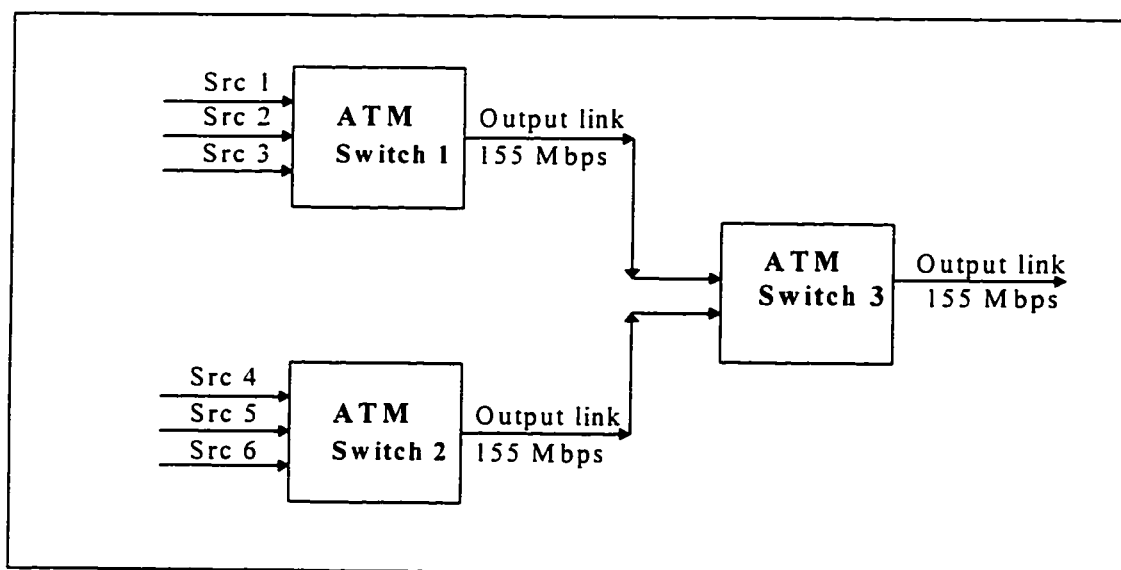 Src 1
Src 2
Src 3
ATM
Switch 1
Output link
155 Mbps
ATM
Switch 3
Output link
155 Mbps
Src 4
Src 5
Src 6
ATM
Switch 2
Output link
155 Mbps